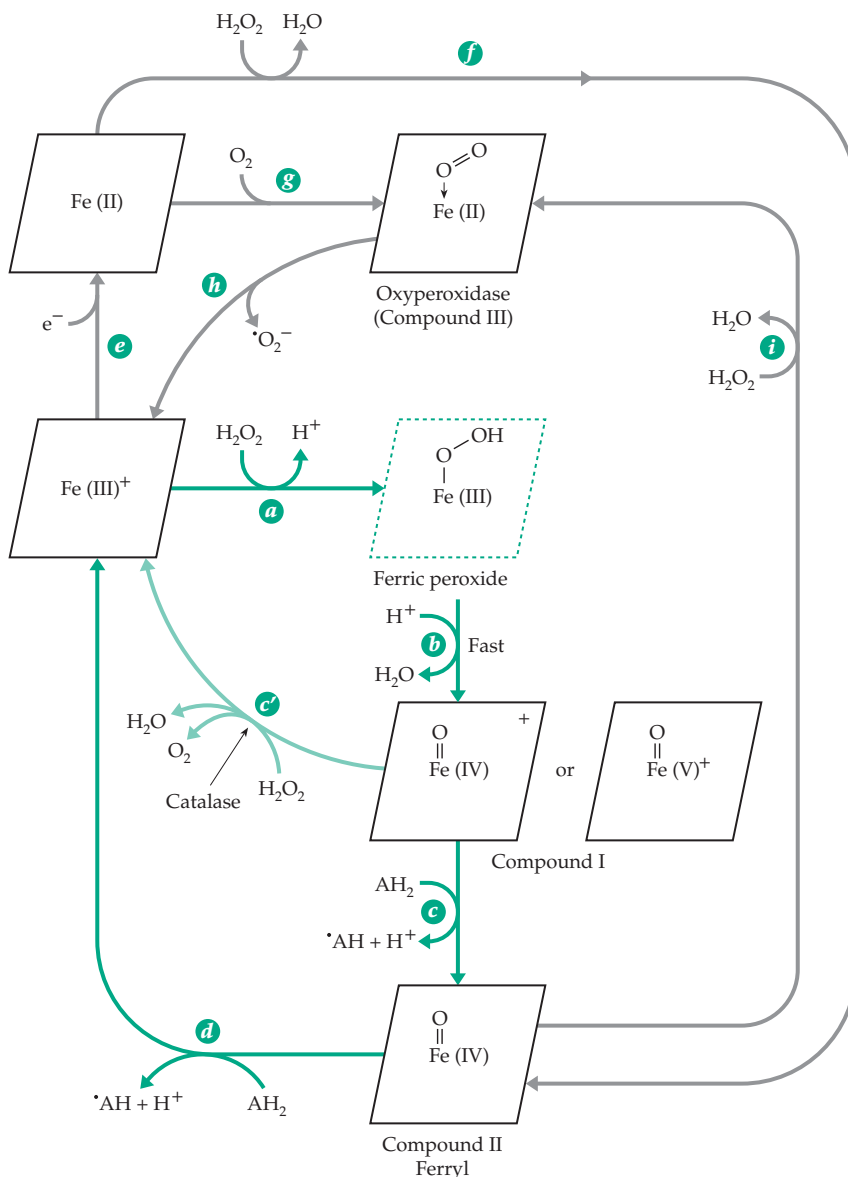 H₂O₂ H₂O
f
O₂
g
Fe (II)
O=O
Fe (II)
h
Oxyperoxidase
(Compound III)
e⁻
e
•O₂⁻
H₂O
i
H₂O₂
H₂O₂ H⁺
Fe (III)⁺
a
O OH
Fe (III)
Ferric peroxide
H⁺
b Fast
H₂O
c′
H₂O
O₂
Catalase
H₂O₂
O +
Fe (IV)
or
O
Fe (V)⁺
Compound I
AH₂
c
•AH + H⁺
d
O
Fe (IV)
•AH + H⁺ AH₂
Compound II
Ferryl